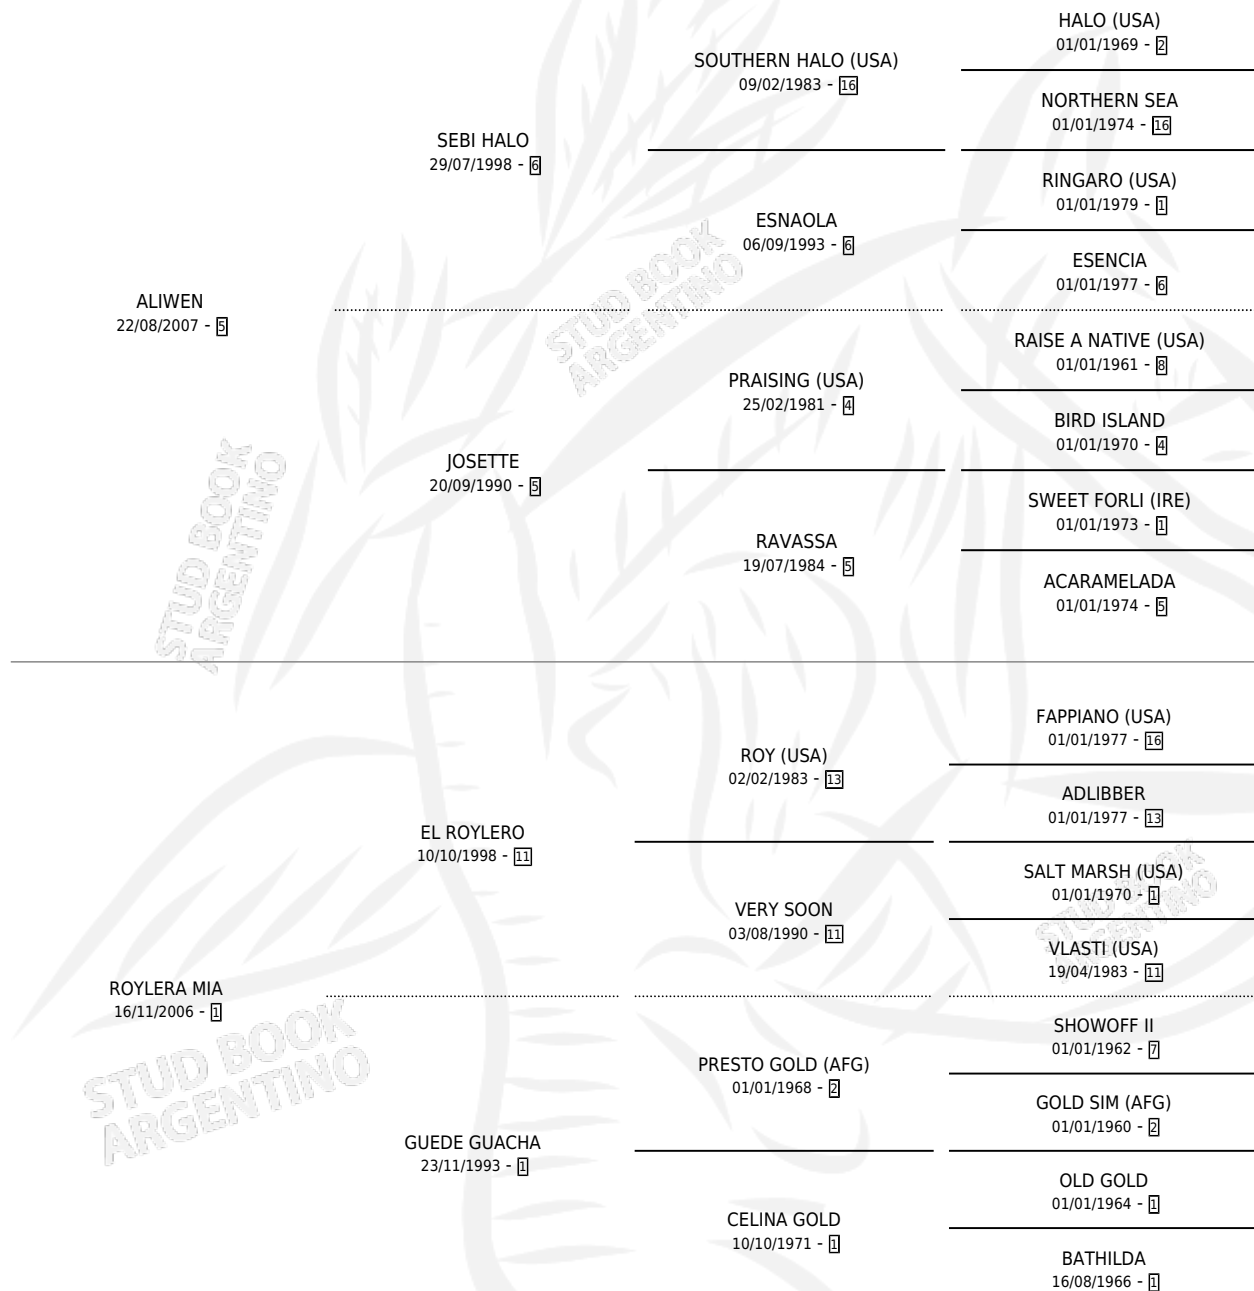 ALIWEN
22/08/2007 - 5
SEBI HALO
29/07/1998 - 6
JOSETTE
20/09/1990 - 5
SOUTHERN HALO (USA)
09/02/1983 - 16
ESNAOLA
06/09/1993 - 6
PRAISING (USA)
25/02/1981 - 4
RAVASSA
19/07/1984 - 5
HALO (USA)
01/01/1969 - 2
NORTHERN SEA
01/01/1974 - 16
RINGARO (USA)
01/01/1979 - 1
ESENCIA
01/01/1977 - 6
RAISE A NATIVE (USA)
01/01/1961 - 8
BIRD ISLAND
01/01/1970 - 4
SWEET FORLI (IRE)
01/01/1973 - 1
ACARAMELADA
01/01/1974 - 5
STUD BOOK
ARGENTINO
STUD BOOK
ARGENTINO
ROYLERA MIA
16/11/2006 - 1
EL ROYLERO
10/10/1998 - 11
GUEDE GUACHA
23/11/1993 - 1
ROY (USA)
02/02/1983 - 13
VERY SOON
03/08/1990 - 11
PRESTO GOLD (AFG)
01/01/1968 - 2
CELINA GOLD
10/10/1971 - 1
FAPPIANO (USA)
01/01/1977 - 16
ADLIBBER
01/01/1977 - 13
SALT MARSH (USA)
01/01/1970 - 1
VLASTI (USA)
19/04/1983 - 11
SHOWOFF II
01/01/1962 - 7
GOLD SIM (AFG)
01/01/1960 - 2
OLD GOLD
01/01/1964 - 1
BATHILDA
16/08/1966 - 1
STUD BOOK
ARGENTINO
STUD BOOK
ARGENTINO